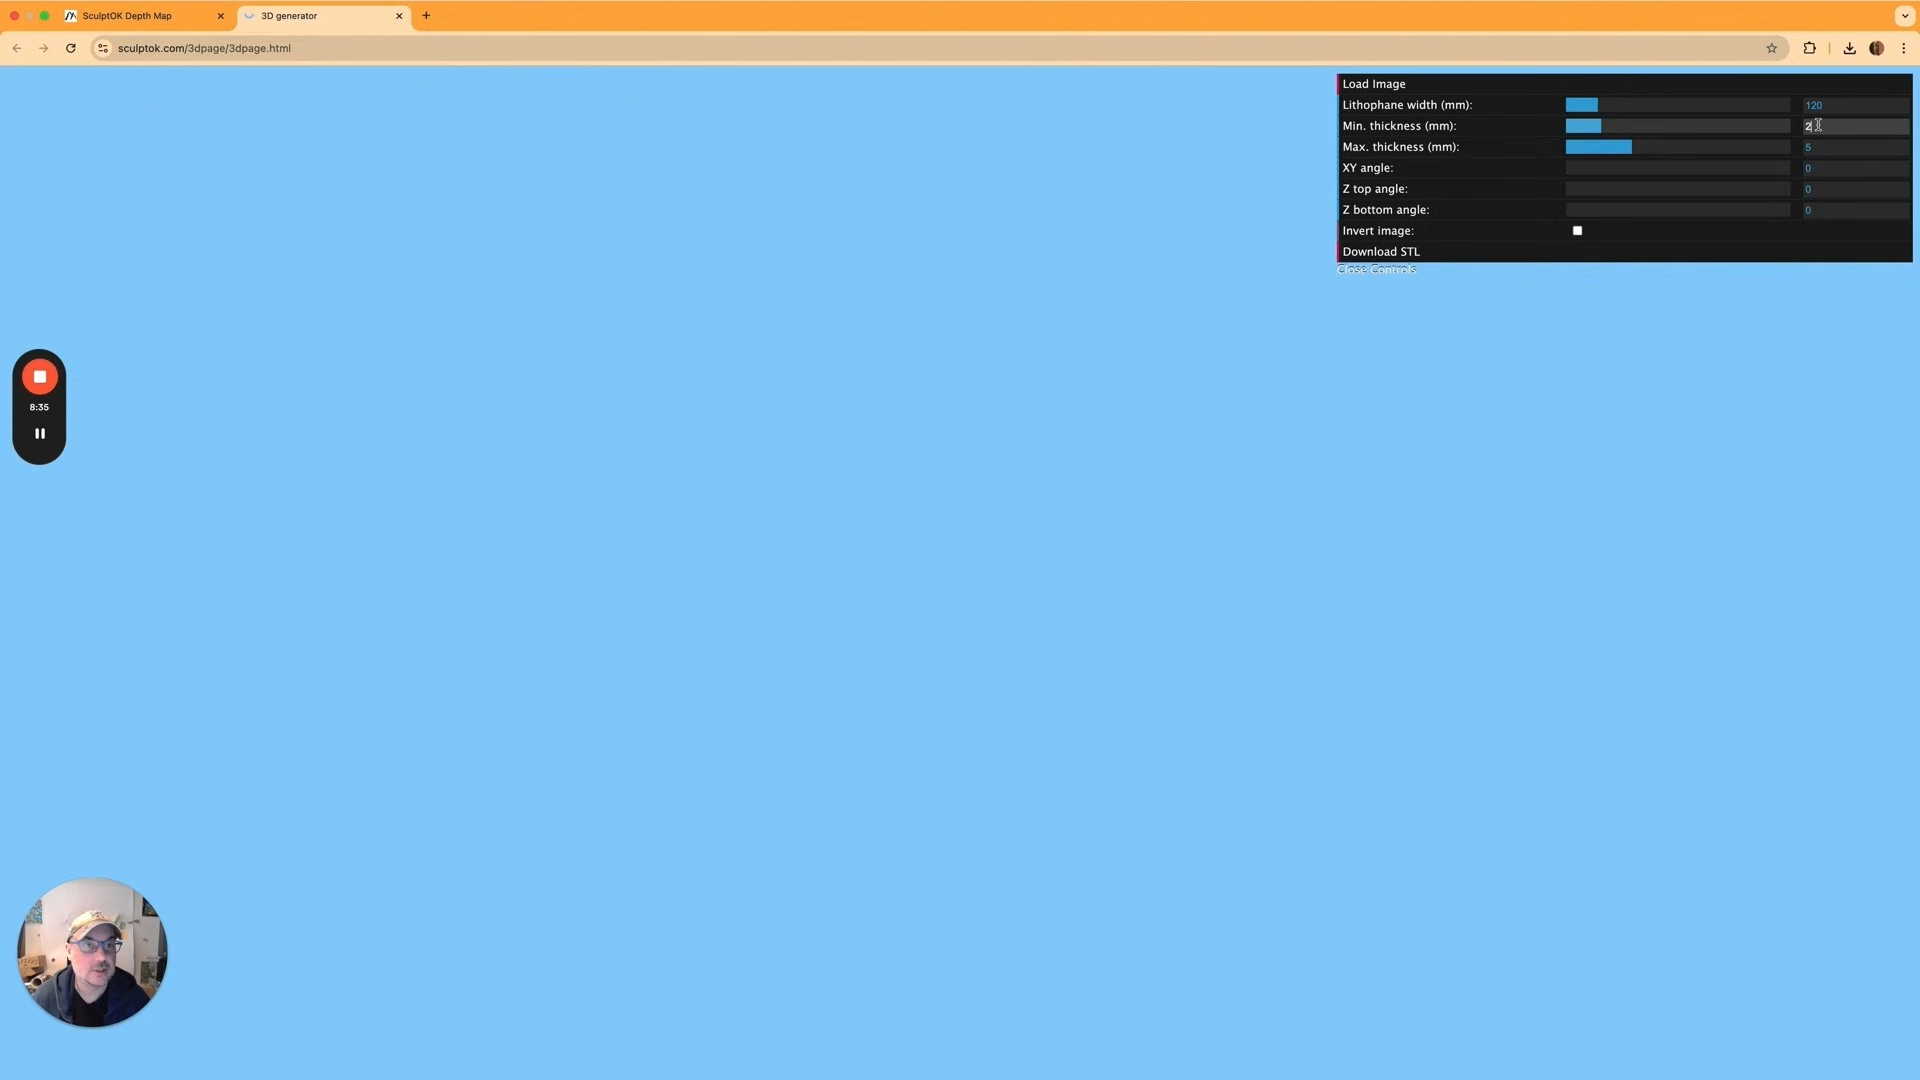 SculptOK Depth Map
3D generator
sculptok.com/3dpage/3dpage.html
Load Image
Lithophane width (mm): 120
Min. thickness (mm): 2
Max. thickness (mm): 5
XY angle: 0
Z top angle: 0
Z bottom angle: 0
Invert image:
Download STL
Close Controls
8:35